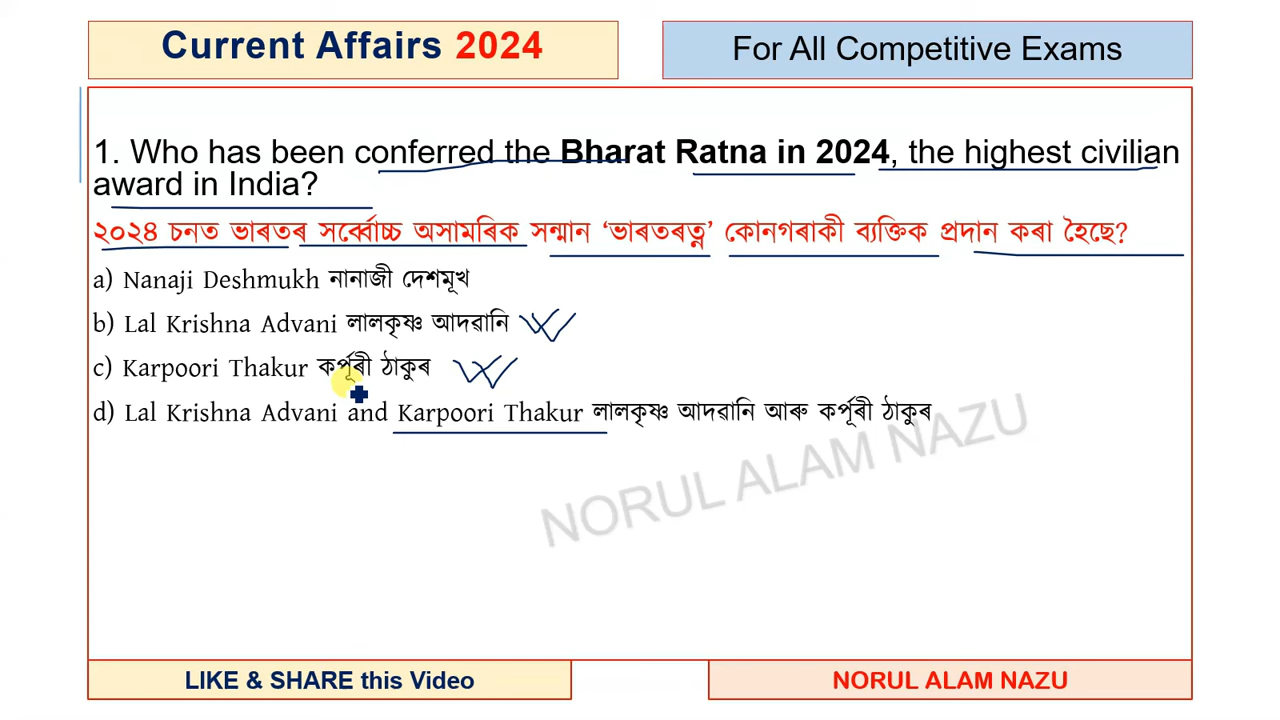 Current Affairs 2024
For All Competitive Exams
1. Who has been conferred the Bharat Ratna in 2024, the highest civilian
award in India?
২০২৪ চনত ভাৰতৰ সৰ্ব্বোচ্চ অসামৰিক সন্মান ‘ভাৰতৰত্ন’ কোনগৰাকী ব্যক্তিক প্ৰদান কৰা হৈছে?
a) Nanaji Deshmukh নানাজী দেশমূখ
b) Lal Krishna Advani লালকৃষ্ণ আদৱানি
c) Karpoori Thakur কৰ্পূৰী ঠাকুৰ
d) Lal Krishna Advani and Karpoori Thakur লালকৃষ্ণ আদৱানি আৰু কৰ্পূৰী ঠাকুৰ
NORUL ALAM NAZU
LIKE & SHARE this Video
NORUL ALAM NAZU